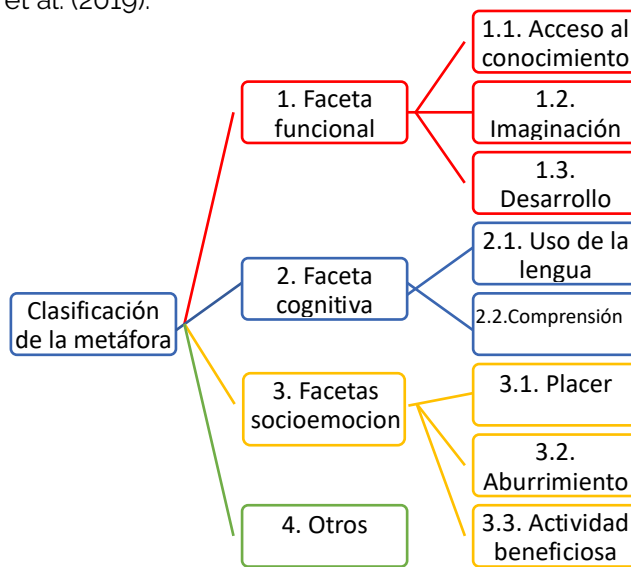 et al. (2019).
1.1. Acceso al
conocimiento
1. Faceta
funcional
1.2.
Imaginación
1.3.
Desarrollo
2.1. Uso de la
lengua
2. Faceta
cognitiva
2.2.Comprensión
Clasificación
de la metáfora
3. Facetas
socioemocion
3.1. Placer
3.2.
Aburrimiento
4. Otros
3.3. Actividad
beneficiosa